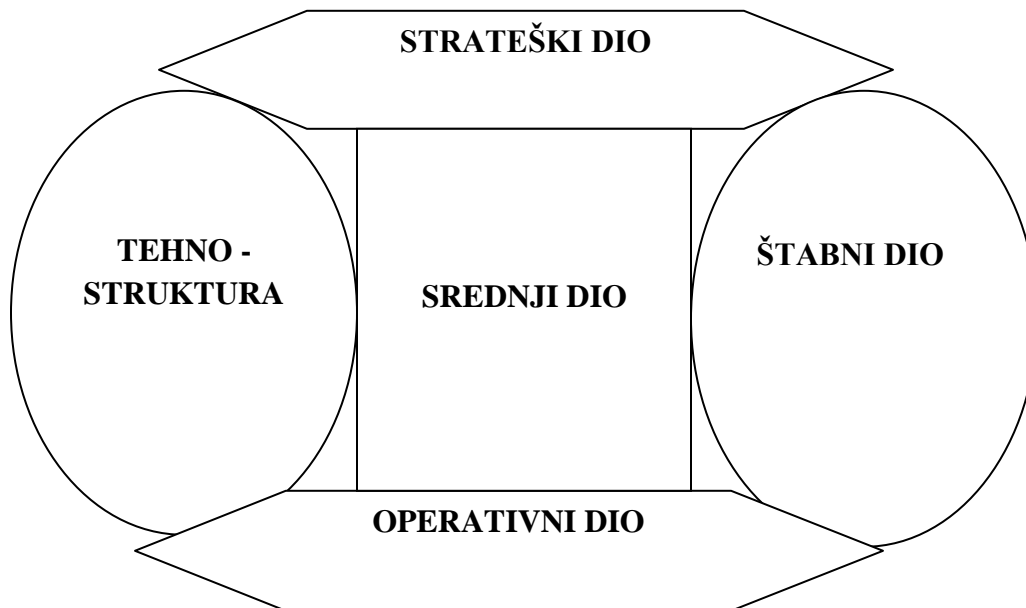 STRATEŠKI DIO
TEHNO -
STRUKTURA
SREDNJI DIO
ŠTABNI DIO
OPERATIVNI DIO